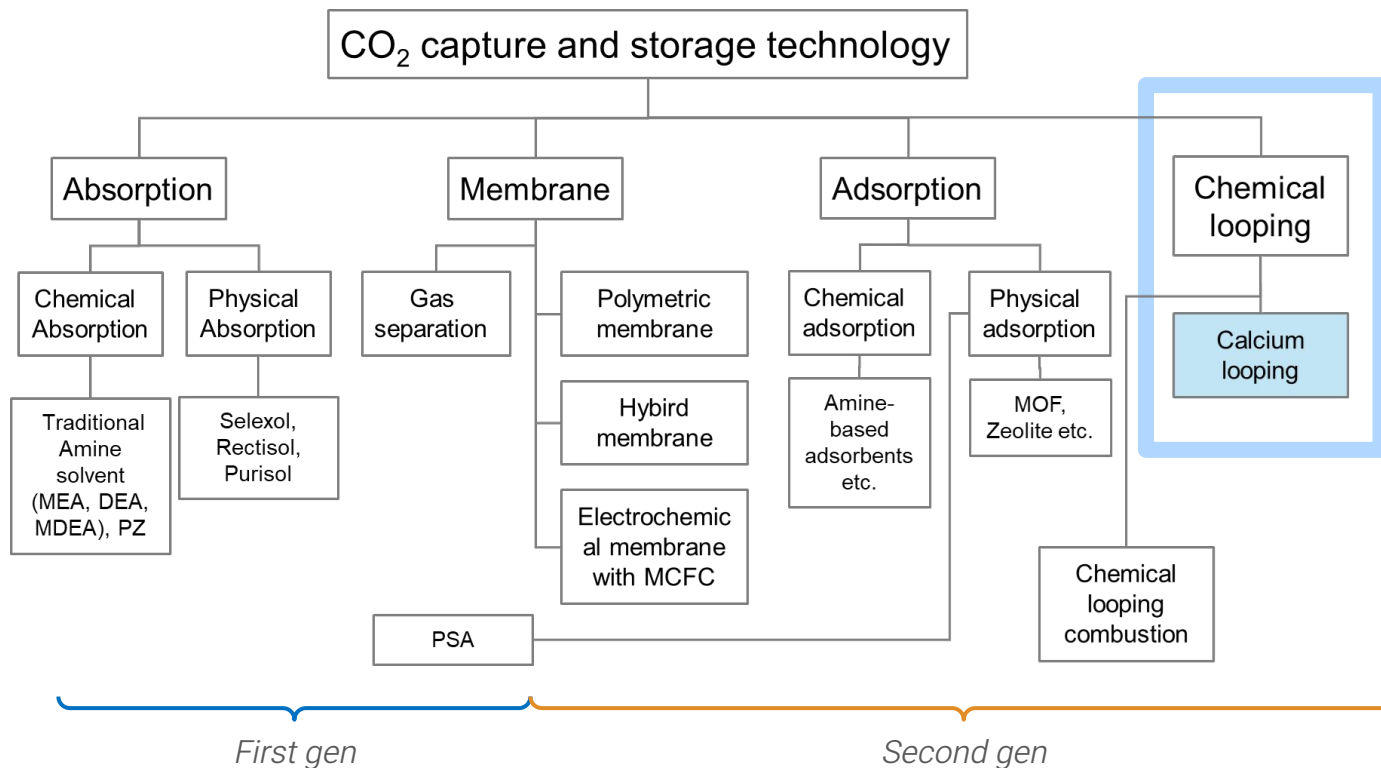 CO₂ capture and storage technology
Absorption
Membrane
Adsorption
Chemical
looping
Chemical
Absorption
Physical
Absorption
Gas
separation
Polymetric
membrane
Chemical
adsorption
Physical
adsorption
Calcium
looping
Traditional
Amine
solvent
(MEA, DEA,
MDEA), PZ
Selexol,
Rectisol,
Purisol
Hybird
membrane
Amine-
based
adsorbents
etc.
MOF,
Zeolite etc.
Electrochemic
al membrane
with MCFC
Chemical
looping
combustion
PSA
First gen
Second gen